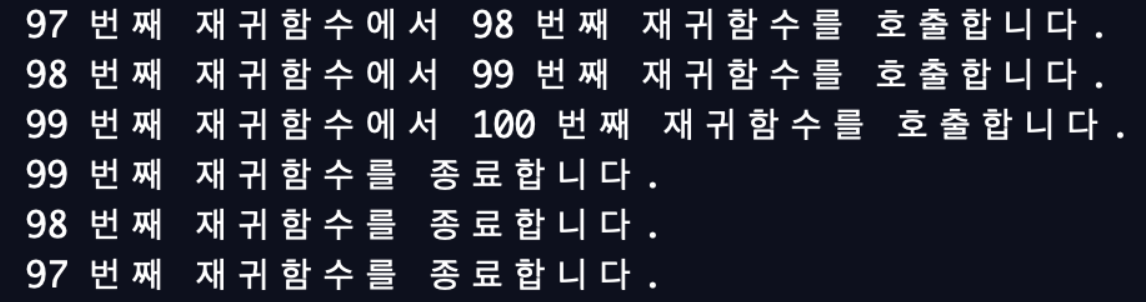 97 번째 재귀함수에서 98 번째 재귀함수를 호출합니다.
98 번째 재귀함수에서 99 번째 재귀함수를 호출합니다.
99 번째 재귀함수에서 100 번째 재귀함수를 호출합니다.
99 번째 재귀함수를 종료합니다.
98 번째 재귀함수를 종료합니다.
97 번째 재귀함수를 종료합니다.